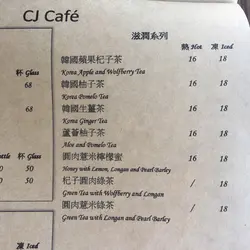 CJ Café
滋潤系列
熱 Hot 凍 Iced
杯 Glass
68
68
杯 Glass
50
50
韓國蘋果杞子茶 16 18
Korea Apple and Wolfberry Tea
韓國柚子茶 16 18
Korea Pomelo Tea
韓國生薑茶 16 18
Korea Ginger Tea
蘆薈柚子茶 16 18
Aloe and Pomelo Tea
圓肉薏米檸檬蜜 16 18
Honey with Lemon, Longan and Pearl Barley
杞子圓肉綠茶 / 18
Green Tea with Wolfberry and Longan
圓肉薏米綠茶 / 18
Green Tea with Longan and Pearl Barley
凍 Iced